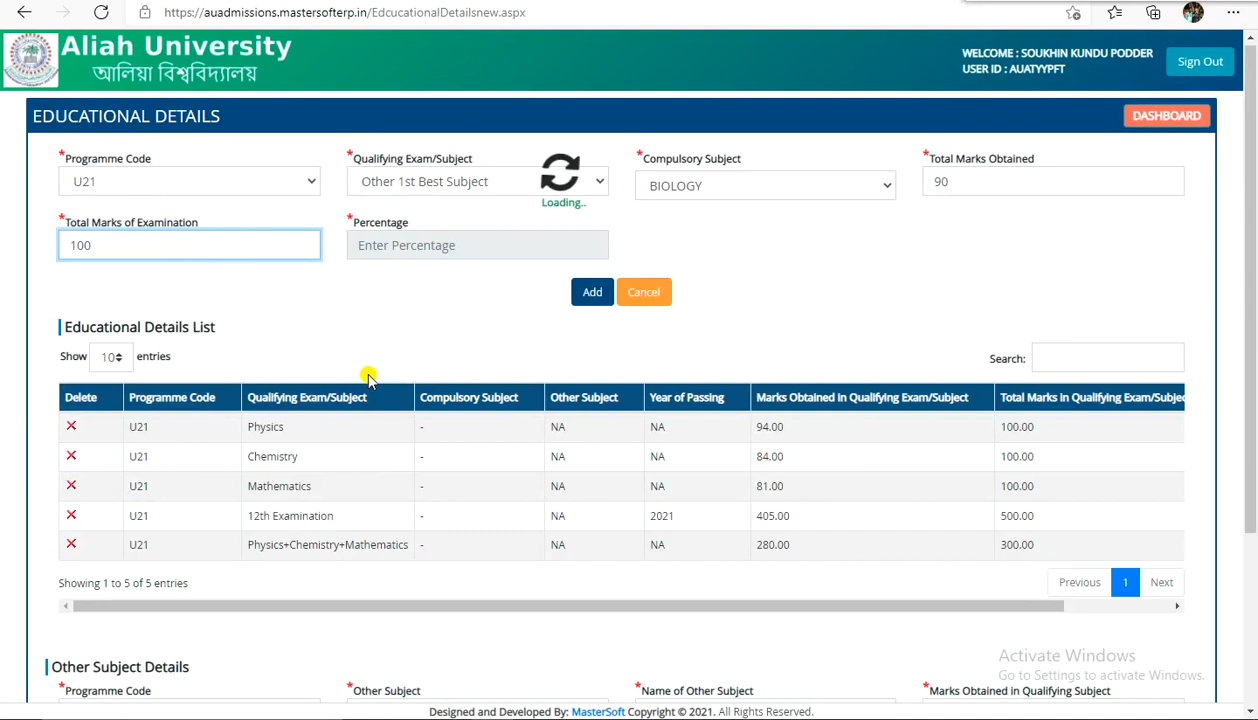 https://auadmissions.mastersofterp.in/EdcucationalDetailsnew.aspx
Aliah University
আলিয়া বিশ্ববিদ্যালয়
WELCOME : SOUKHIN KUNDU PODDER
USER ID : AUATYYPFT
Sign Out
EDUCATIONAL DETAILS
DASHBOARD
*Programme Code
*Qualifying Exam/Subject
*Compulsory Subject
*Total Marks Obtained
U21
Other 1st Best Subject
BIOLOGY
90
Loading..
*Total Marks of Examination
*Percentage
100
Enter Percentage
Add Cancel
Educational Details List
Show 10 entries
Search:
Delete Programme Code Qualifying Exam/Subject Compulsory Subject Other Subject Year of Passing Marks Obtained in Qualifying Exam/Subject Total Marks in Qualifying Exam/Subjec
U21 Physics - NA NA 94.00 100.00
U21 Chemistry - NA NA 84.00 100.00
U21 Mathematics - NA NA 81.00 100.00
U21 12th Examination - NA 2021 405.00 500.00
U21 Physics+Chemistry+Mathematics - NA NA 280.00 300.00
Showing 1 to 5 of 5 entries
Previous 1 Next
Activate Windows
Go to Settings to activate Windows.
Other Subject Details
*Programme Code
*Other Subject
*Name of Other Subject
*Marks Obtained in Qualifying Subject
Designed and Developed By: MasterSoft Copyright © 2021. All Rights Reserved.